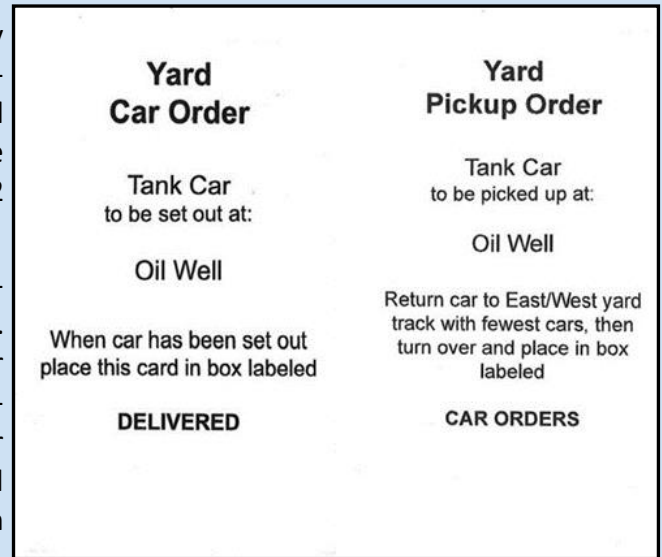 Yard
Car Order
Tank Car
to be set out at:
Oil Well
When car has been set out
place this card in box labeled
DELIVERED
Yard
Pickup Order
Tank Car
to be picked up at:
Oil Well
Return car to East/West yard
track with fewest cars, then
turn over and place in box
labeled
CAR ORDERS